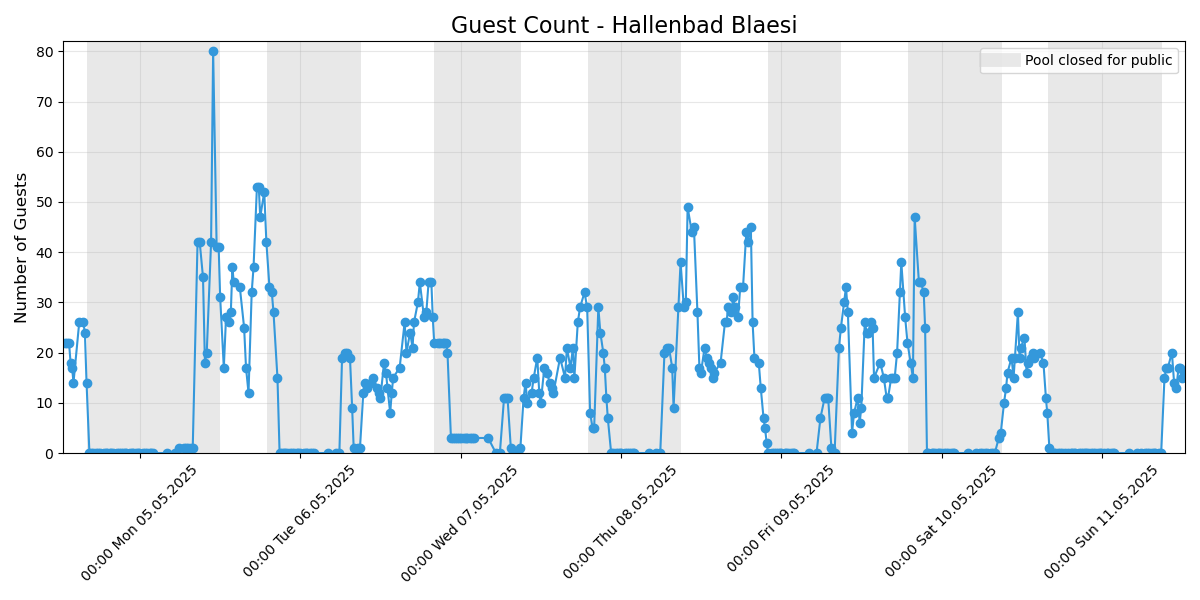 Guest Count - Hallenbad Blaesi
Pool closed for public
Number of Guests
80
70
60
50
40
30
20
10
0
00:00 Mon 05.05.2025
00:00 Tue 06.05.2025
00:00 Wed 07.05.2025
00:00 Thu 08.05.2025
00:00 Fri 09.05.2025
00:00 Sat 10.05.2025
00:00 Sun 11.05.2025